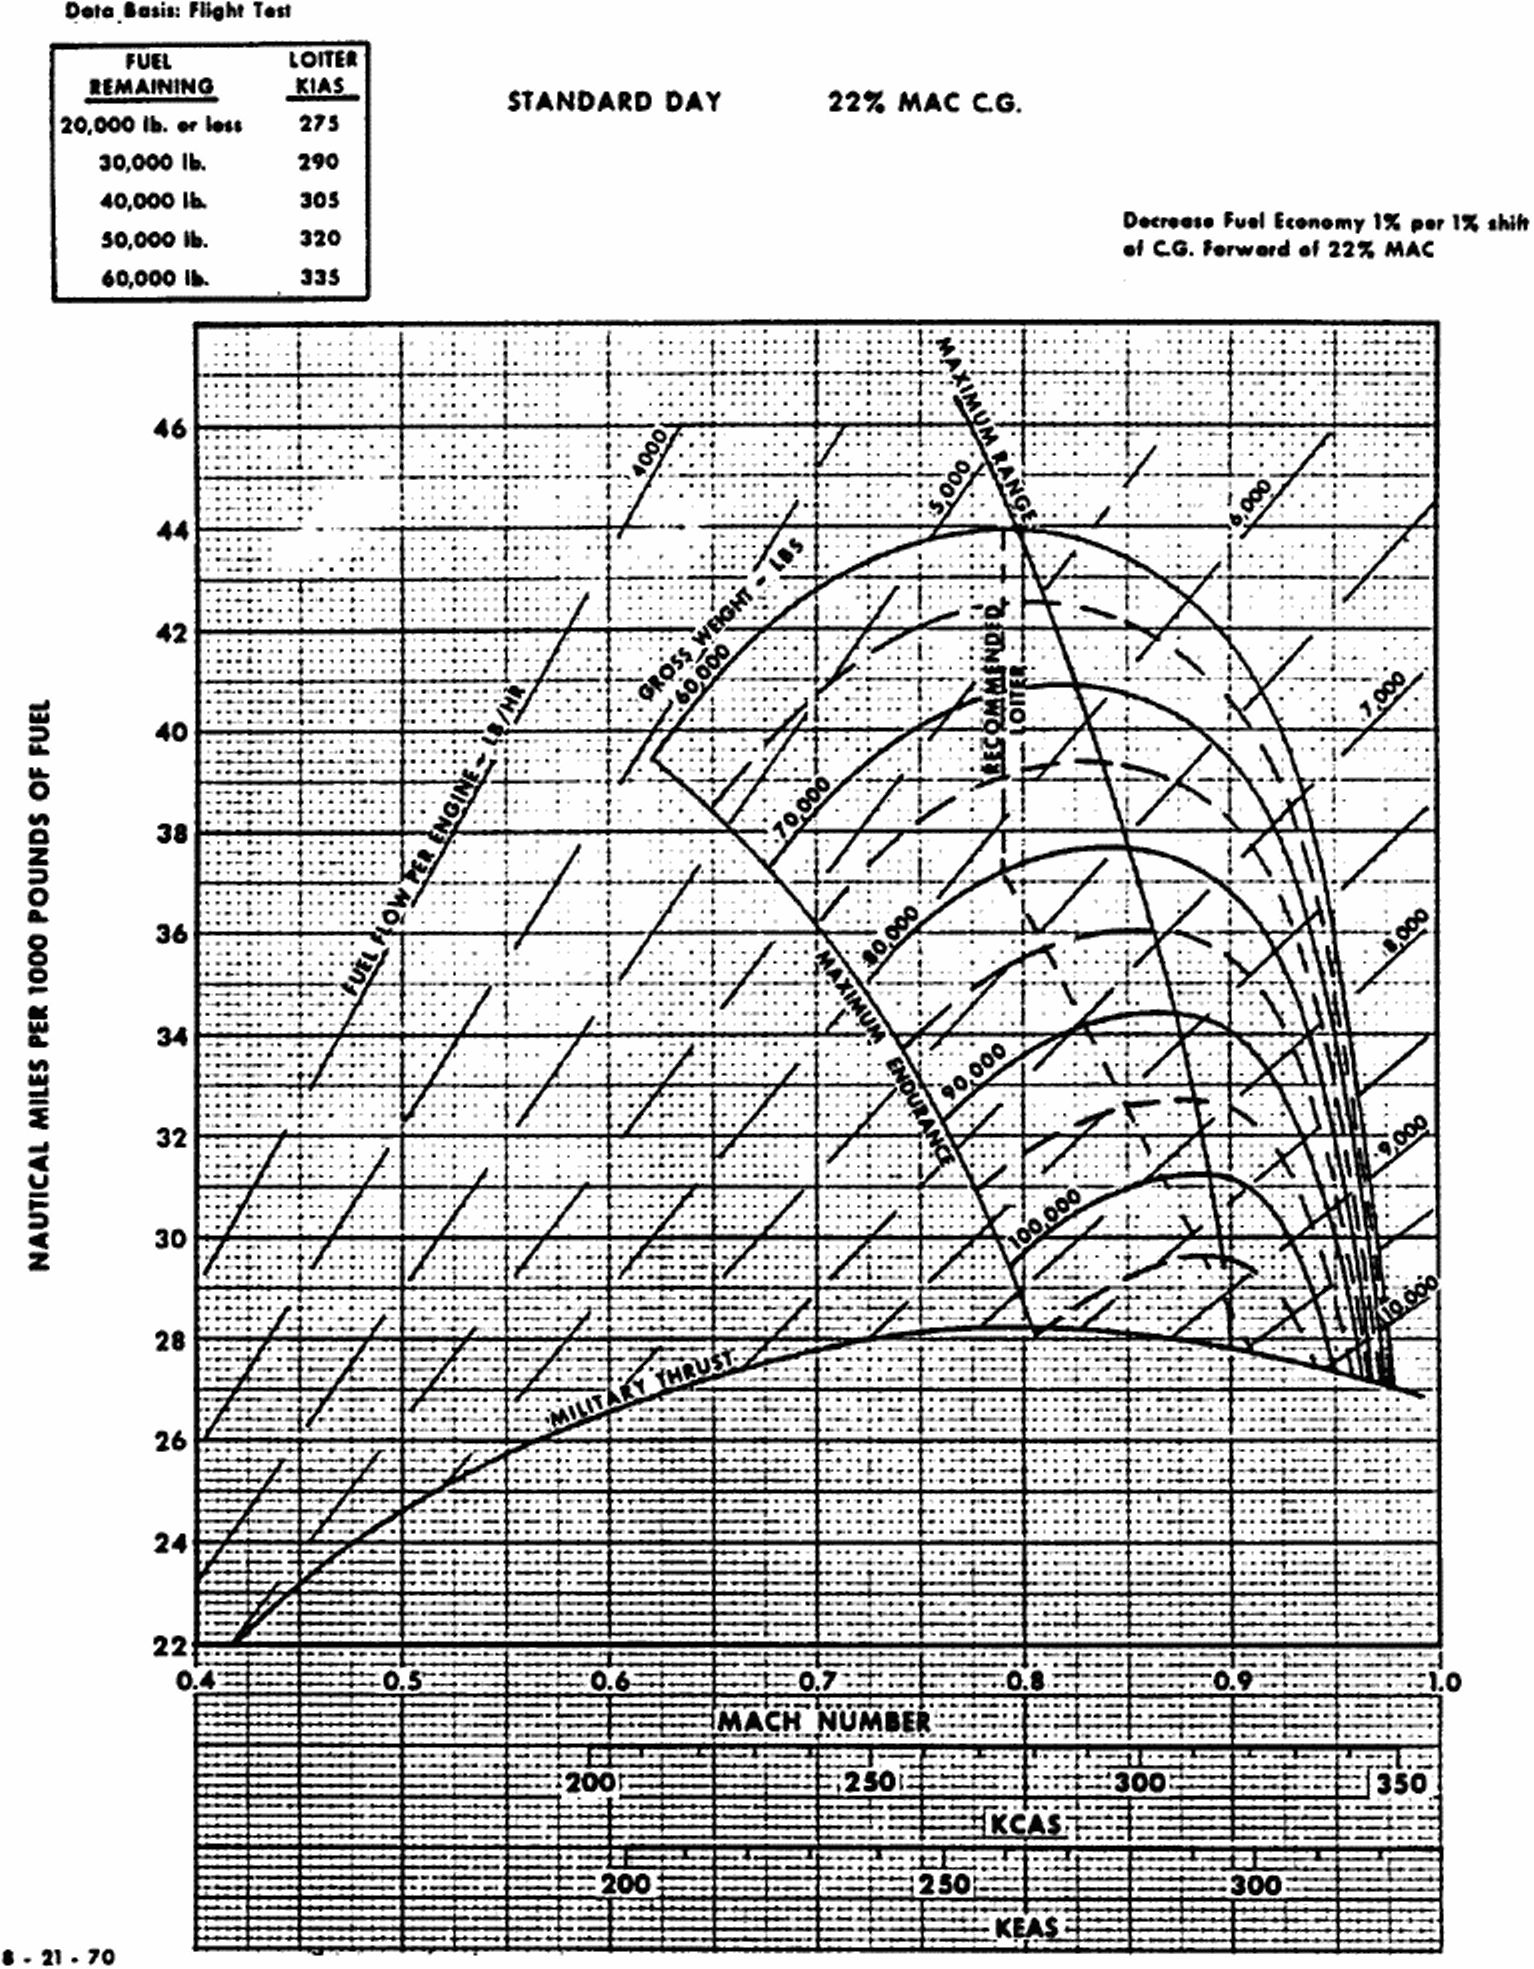 Data Basis: Flight Test
FUEL REMAINING LOITER KIAS
20,000 lb. or less 275
30,000 lb. 290
40,000 lb. 305
50,000 lb. 320
60,000 lb. 335
STANDARD DAY 22% MAC C.G.
Decrease Fuel Economy 1% per 1% shift
of C.G. Forward of 22% MAC
NAUTICAL MILES PER 1000 POUNDS OF FUEL
46
44
42
40
38
36
34
32
30
28
26
24
22
FUEL FLOW PER ENGINE - LB/HR
4000
5,000
6,000
7,000
8,000
9,000
10,000
GROSS WEIGHT - LBS
60,000
70,000
80,000
90,000
100,000
MAXIMUM RANGE
RECOMMENDED
LOITER
MAXIMUM ENDURANCE
MILITARY THRUST
0.4 0.5 0.6 0.7 0.8 0.9 1.0
MACH NUMBER
200 250 300 350
KCAS
200 250 300
KEAS
8 - 21 - 70